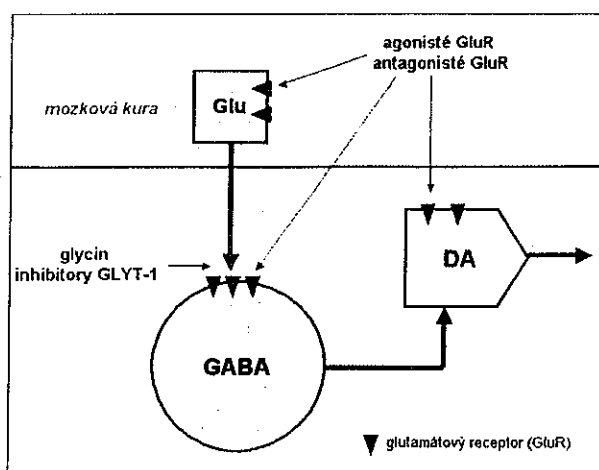 agonisté GluR
antagonisté GluR
Glu
mozková kura
glycin
inhibitory GLYT-1
DA
GABA
glutamátový receptor (GluR)